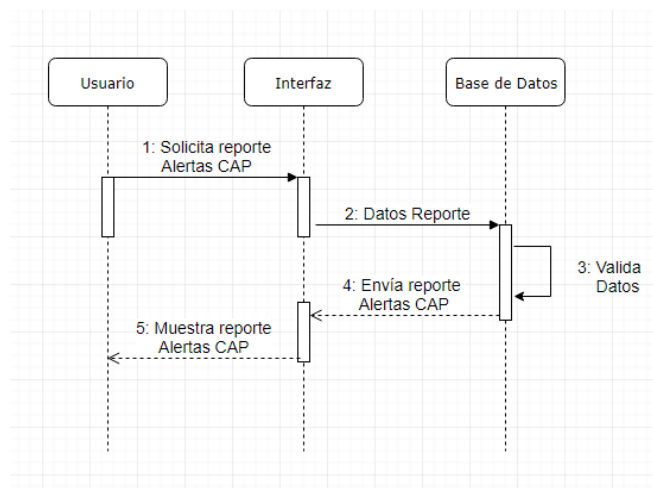 Usuario
Interfaz
Base de Datos
1: Solicita reporte
Alertas CAP
2: Datos Reporte
3: Valida
Datos
4: Envía reporte
Alertas CAP
5: Muestra reporte
Alertas CAP